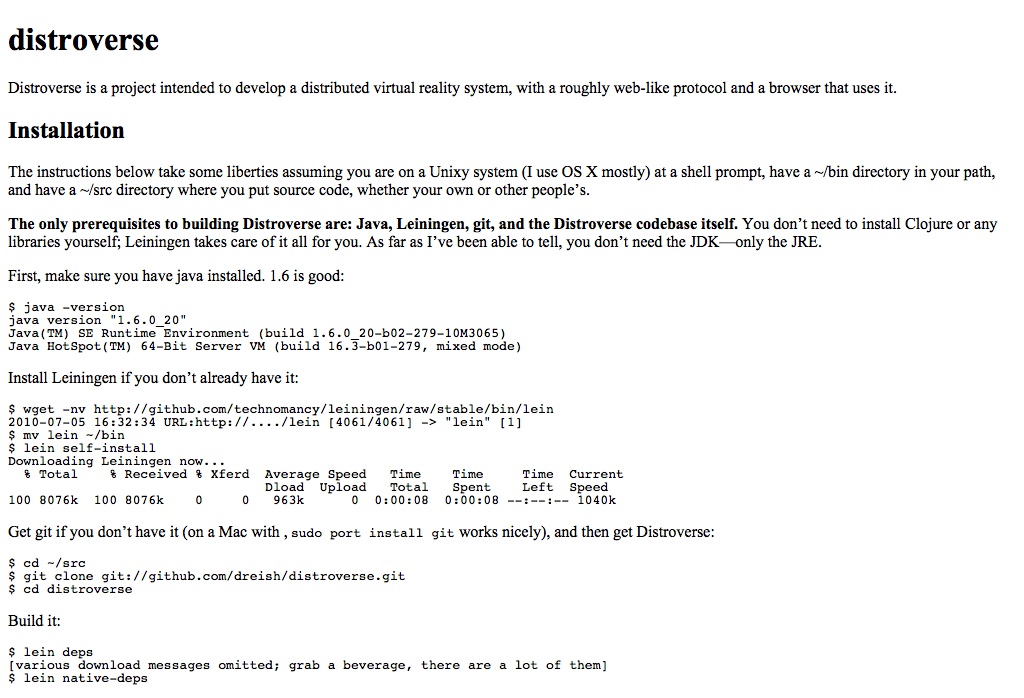 distroverse
Distroverse is a project intended to develop a distributed virtual reality system, with a roughly web-like protocol and a browser that uses it.
Installation
The instructions below take some liberties assuming you are on a Unixy system (I use OS X mostly) at a shell prompt, have a ~/bin directory in your path,
and have a ~/src directory where you put source code, whether your own or other people’s.
The only prerequisites to building Distroverse are: Java, Leiningen, git, and the Distroverse codebase itself. You don’t need to install Clojure or any
libraries yourself; Leiningen takes care of it all for you. As far as I’ve been able to tell, you don’t need the JDK—only the JRE.
First, make sure you have java installed. 1.6 is good:
$ java -version
java version "1.6.0_20"
Java(TM) SE Runtime Environment (build 1.6.0_20-b02-279-10M3065)
Java HotSpot(TM) 64-Bit Server VM (build 16.3-b01-279, mixed mode)
Install Leiningen if you don’t already have it:
$ wget -nv http://github.com/technomancy/leiningen/raw/stable/bin/lein
2010-07-05 16:32:34 URL:http://..../lein [4061/4061] -> "lein" [1]
$ mv lein ~/bin
$ lein self-install
Downloading Leiningen now...
% Total % Received % Xferd Average Speed Time Time Time Current
Dload Upload Total Spent Left Speed
100 8076k 100 8076k 0 0 963k 0 0:00:08 0:00:08 --:--:-- 1040k
Get git if you don’t have it (on a Mac with , sudo port install git works nicely), and then get Distroverse:
$ cd ~/src
$ git clone git://github.com/dreish/distroverse.git
$ cd distroverse
Build it:
$ lein deps
[various download messages omitted; grab a beverage, there are a lot of them]
$ lein native-deps